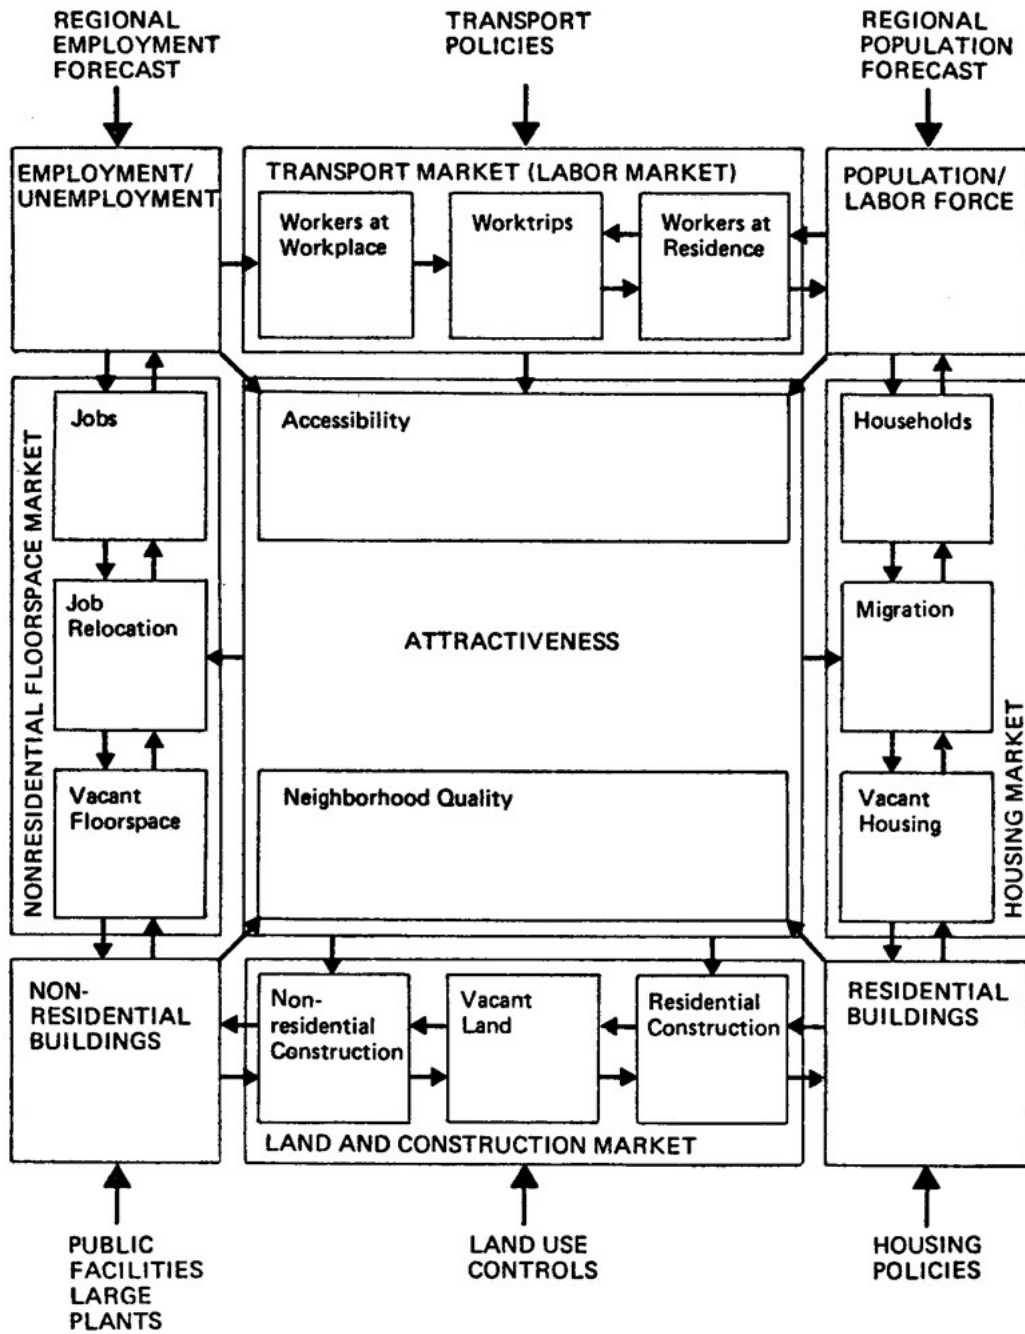 REGIONAL
EMPLOYMENT
FORECAST
TRANSPORT
POLICIES
REGIONAL
POPULATION
FORECAST
EMPLOYMENT/
UNEMPLOYMENT
TRANSPORT MARKET (LABOR MARKET)
Workers at
Workplace
Worktrips
Workers at
Residence
POPULATION/
LABOR FORCE
NONRESIDENTIAL FLOORSPACE MARKET
Jobs
Job
Relocation
Vacant
Floorspace
Accessibility
ATTRACTIVENESS
Neighborhood Quality
Households
Migration
Vacant
Housing
HOUSING MARKET
NON-
RESIDENTIAL
BUILDINGS
Non-
residential
Construction
Vacant
Land
Residential
Construction
LAND AND CONSTRUCTION MARKET
RESIDENTIAL
BUILDINGS
PUBLIC
FACILITIES
LARGE
PLANTS
LAND USE
CONTROLS
HOUSING
POLICIES